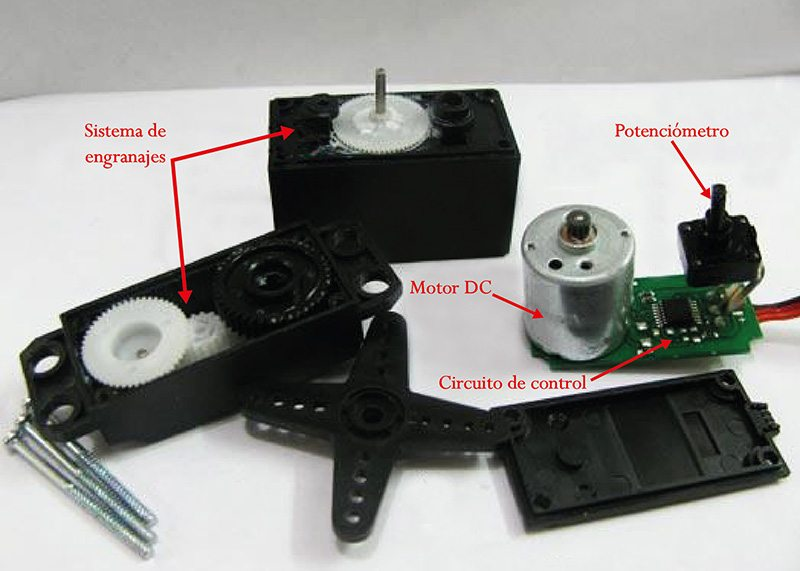 Sistema de
engranajes
Potenciómetro
Motor DC
Circuito de control